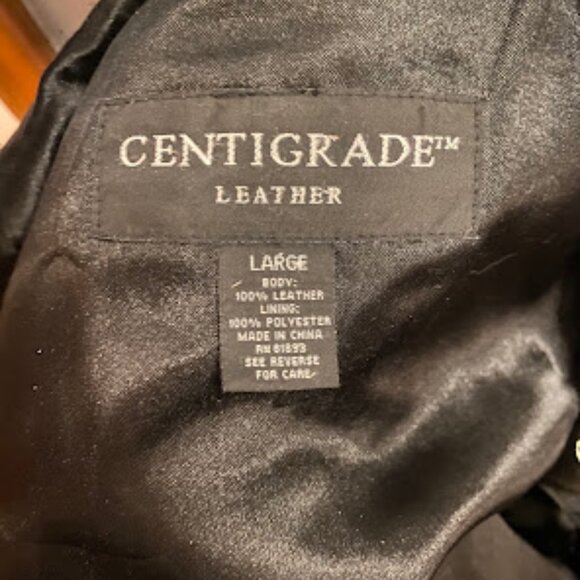 CENTIGRADE™
LEATHER
LARGE
BODY:
100% LEATHER
LINING:
100% POLYESTER
MADE IN CHINA
RN 61893
SEE REVERSE
FOR CARE